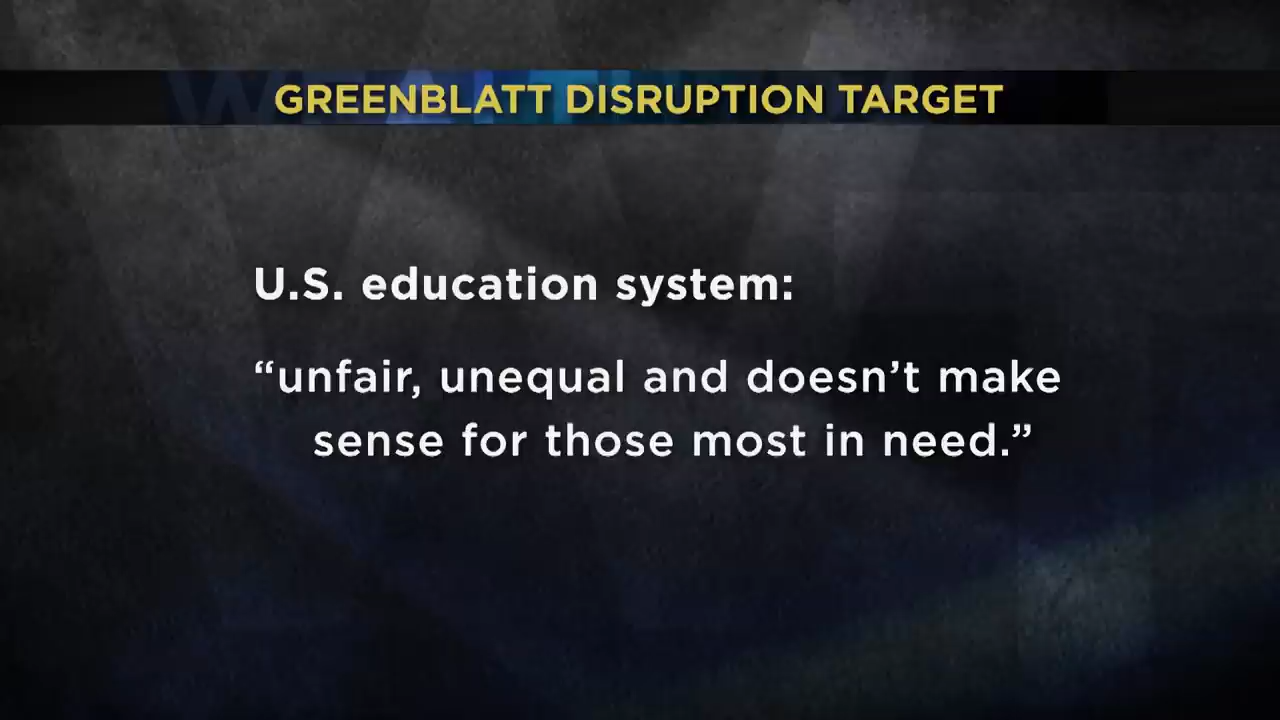 GREENBLATT DISRUPTION TARGET
U.S. education system:
“unfair, unequal and doesn’t make
sense for those most in need.”